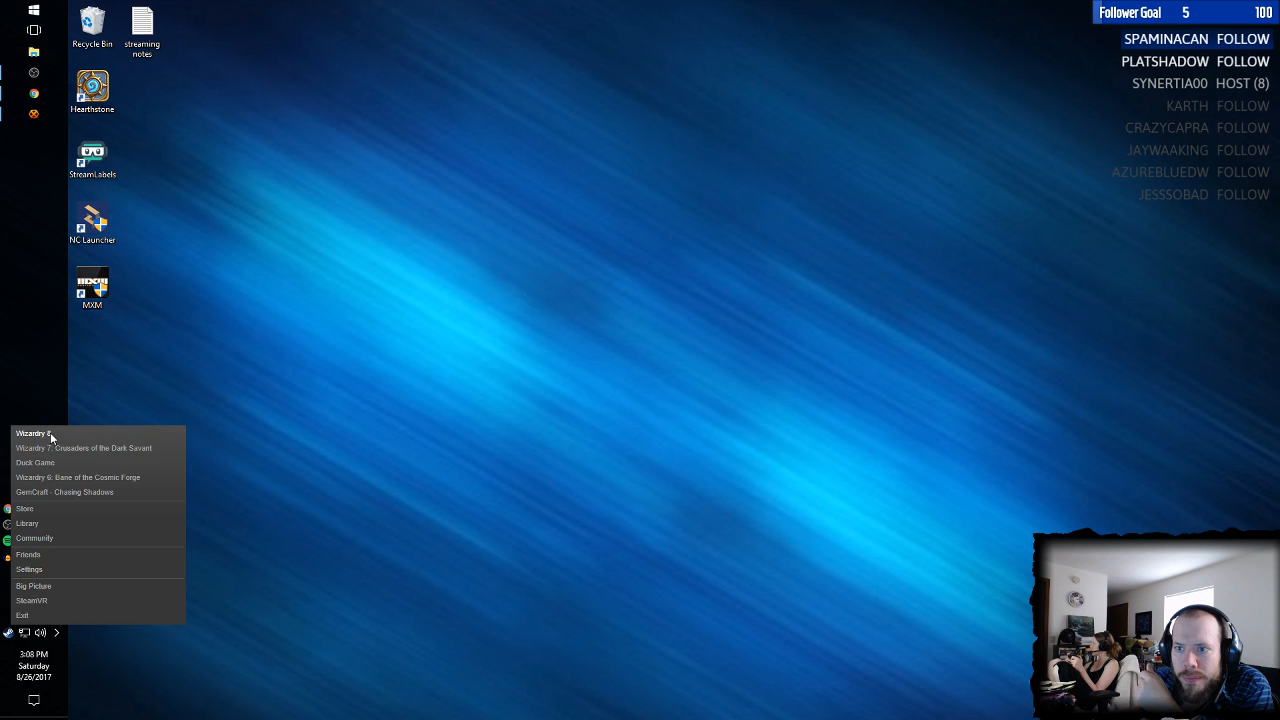 Recycle Bin
streaming notes
Hearthstone
StreamLabels
NC Launcher
MXM
Follower Goal 5 100
SPAMINACAN FOLLOW
PLATSHADOW FOLLOW
SYNERTIA00 HOST (8)
KARTH FOLLOW
CRAZYCAPRA FOLLOW
JAYWAAKING FOLLOW
AZUREBLUEDW FOLLOW
JESSSOBAD FOLLOW
Wizardry 8
Wizardry 7: Crusaders of the Dark Savant
Duck Game
Wizardry 6: Bane of the Cosmic Forge
GemCraft - Chasing Shadows
Store
Library
Community
Friends
Settings
Big Picture
SteamVR
Exit
3:08 PM
Saturday
8/26/2017